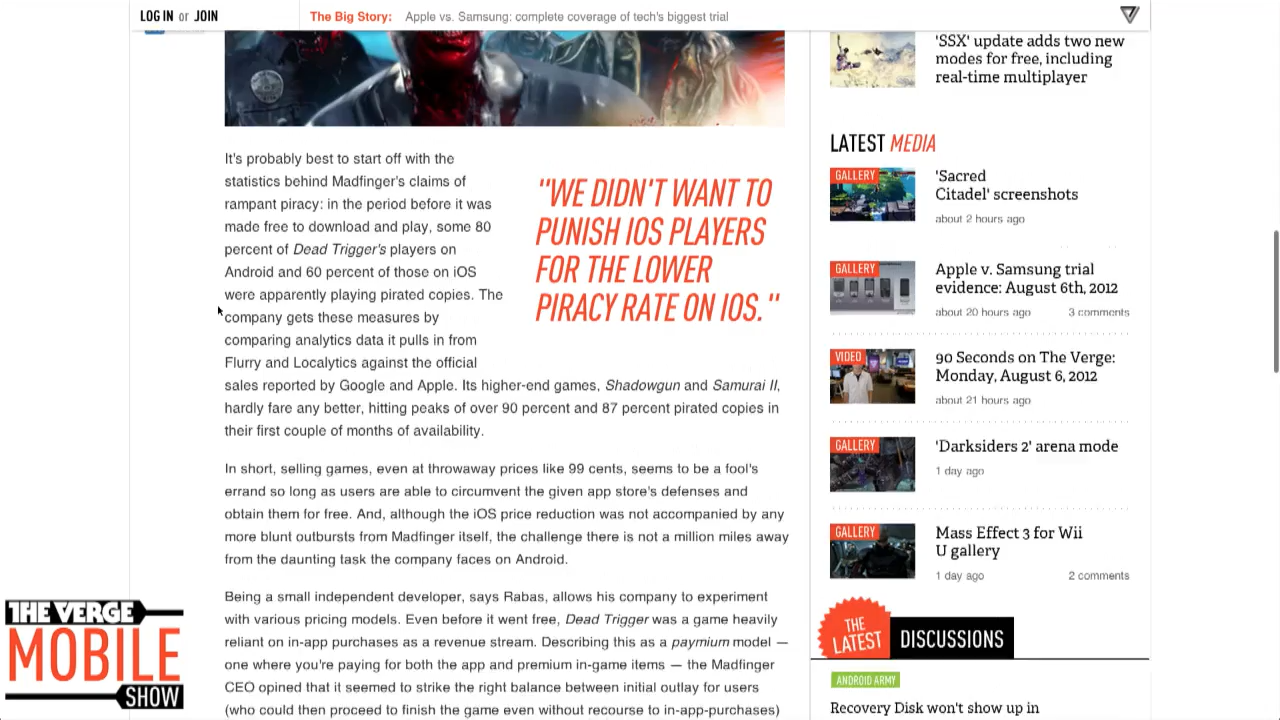 LOG IN or JOIN
The Big Story: Apple vs. Samsung: complete coverage of tech's biggest trial
It's probably best to start off with the
statistics behind Madfinger's claims of
rampant piracy: in the period before it was
made free to download and play, some 80
percent of Dead Trigger's players on
Android and 60 percent of those on iOS
were apparently playing pirated copies. The
company gets these measures by
comparing analytics data it pulls in from
Flurry and Localytics against the official
sales reported by Google and Apple. Its higher-end games, Shadowgun and Samurai II,
hardly fare any better, hitting peaks of over 90 percent and 87 percent pirated copies in
their first couple of months of availability.
"WE DIDN'T WANT TO
PUNISH IOS PLAYERS
FOR THE LOWER
PIRACY RATE ON IOS."
In short, selling games, even at throwaway prices like 99 cents, seems to be a fool's
errand so long as users are able to circumvent the given app store's defenses and
obtain them for free. And, although the iOS price reduction was not accompanied by any
more blunt outbursts from Madfinger itself, the challenge there is not a million miles away
from the daunting task the company faces on Android.
Being a small independent developer, says Rabas, allows his company to experiment
with various pricing models. Even before it went free, Dead Trigger was a game heavily
reliant on in-app purchases as a revenue stream. Describing this as a paymium model —
one where you're paying for both the app and premium in-game items — the Madfinger
CEO opined that it seemed to strike the right balance between initial outlay for users
(who could then proceed to finish the game even without recourse to in-app-purchases)
'SSX' update adds two new
modes for free, including
real-time multiplayer
LATEST MEDIA
GALLERY
'Sacred
Citadel' screenshots
about 2 hours ago
GALLERY
Apple v. Samsung trial
evidence: August 6th, 2012
about 20 hours ago 3 comments
VIDEO
90 Seconds on The Verge:
Monday, August 6, 2012
about 21 hours ago
GALLERY
'Darksiders 2' arena mode
1 day ago
GALLERY
Mass Effect 3 for Wii
U gallery
1 day ago 2 comments
THE
LATEST
DISCUSSIONS
ANDROID ARMY
Recovery Disk won't show up in
THE VERGE
MOBILE
SHOW